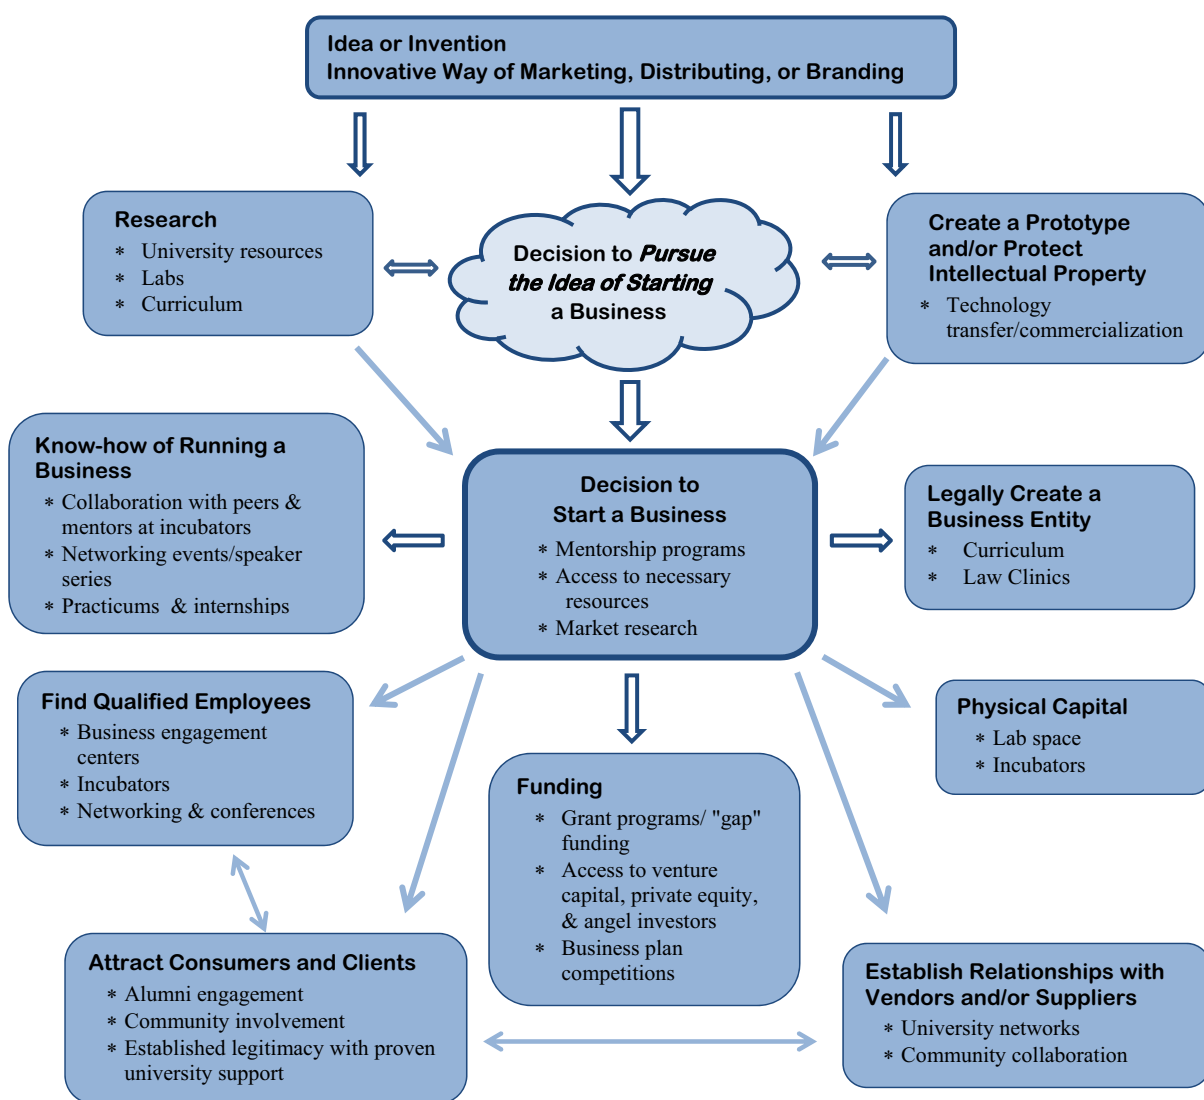 Idea or Invention
Innovative Way of Marketing, Distributing, or Branding
Research
* University resources
* Labs
* Curriculum
Decision to Pursue
the Idea of Starting
a Business
Create a Prototype
and/or Protect
Intellectual Property
* Technology
transfer/commercialization
Know-how of Running a
Business
* Collaboration with peers &
mentors at incubators
* Networking events/speaker
series
* Practicums & internships
Decision to
Start a Business
* Mentorship programs
* Access to necessary
resources
* Market research
Legally Create a
Business Entity
* Curriculum
* Law Clinics
Find Qualified Employees
* Business engagement
centers
* Incubators
* Networking & conferences
Funding
* Grant programs/ "gap"
funding
* Access to venture
capital, private equity,
& angel investors
* Business plan
competitions
Physical Capital
* Lab space
* Incubators
Attract Consumers and Clients
* Alumni engagement
* Community involvement
* Established legitimacy with proven
university support
Establish Relationships with
Vendors and/or Suppliers
* University networks
* Community collaboration